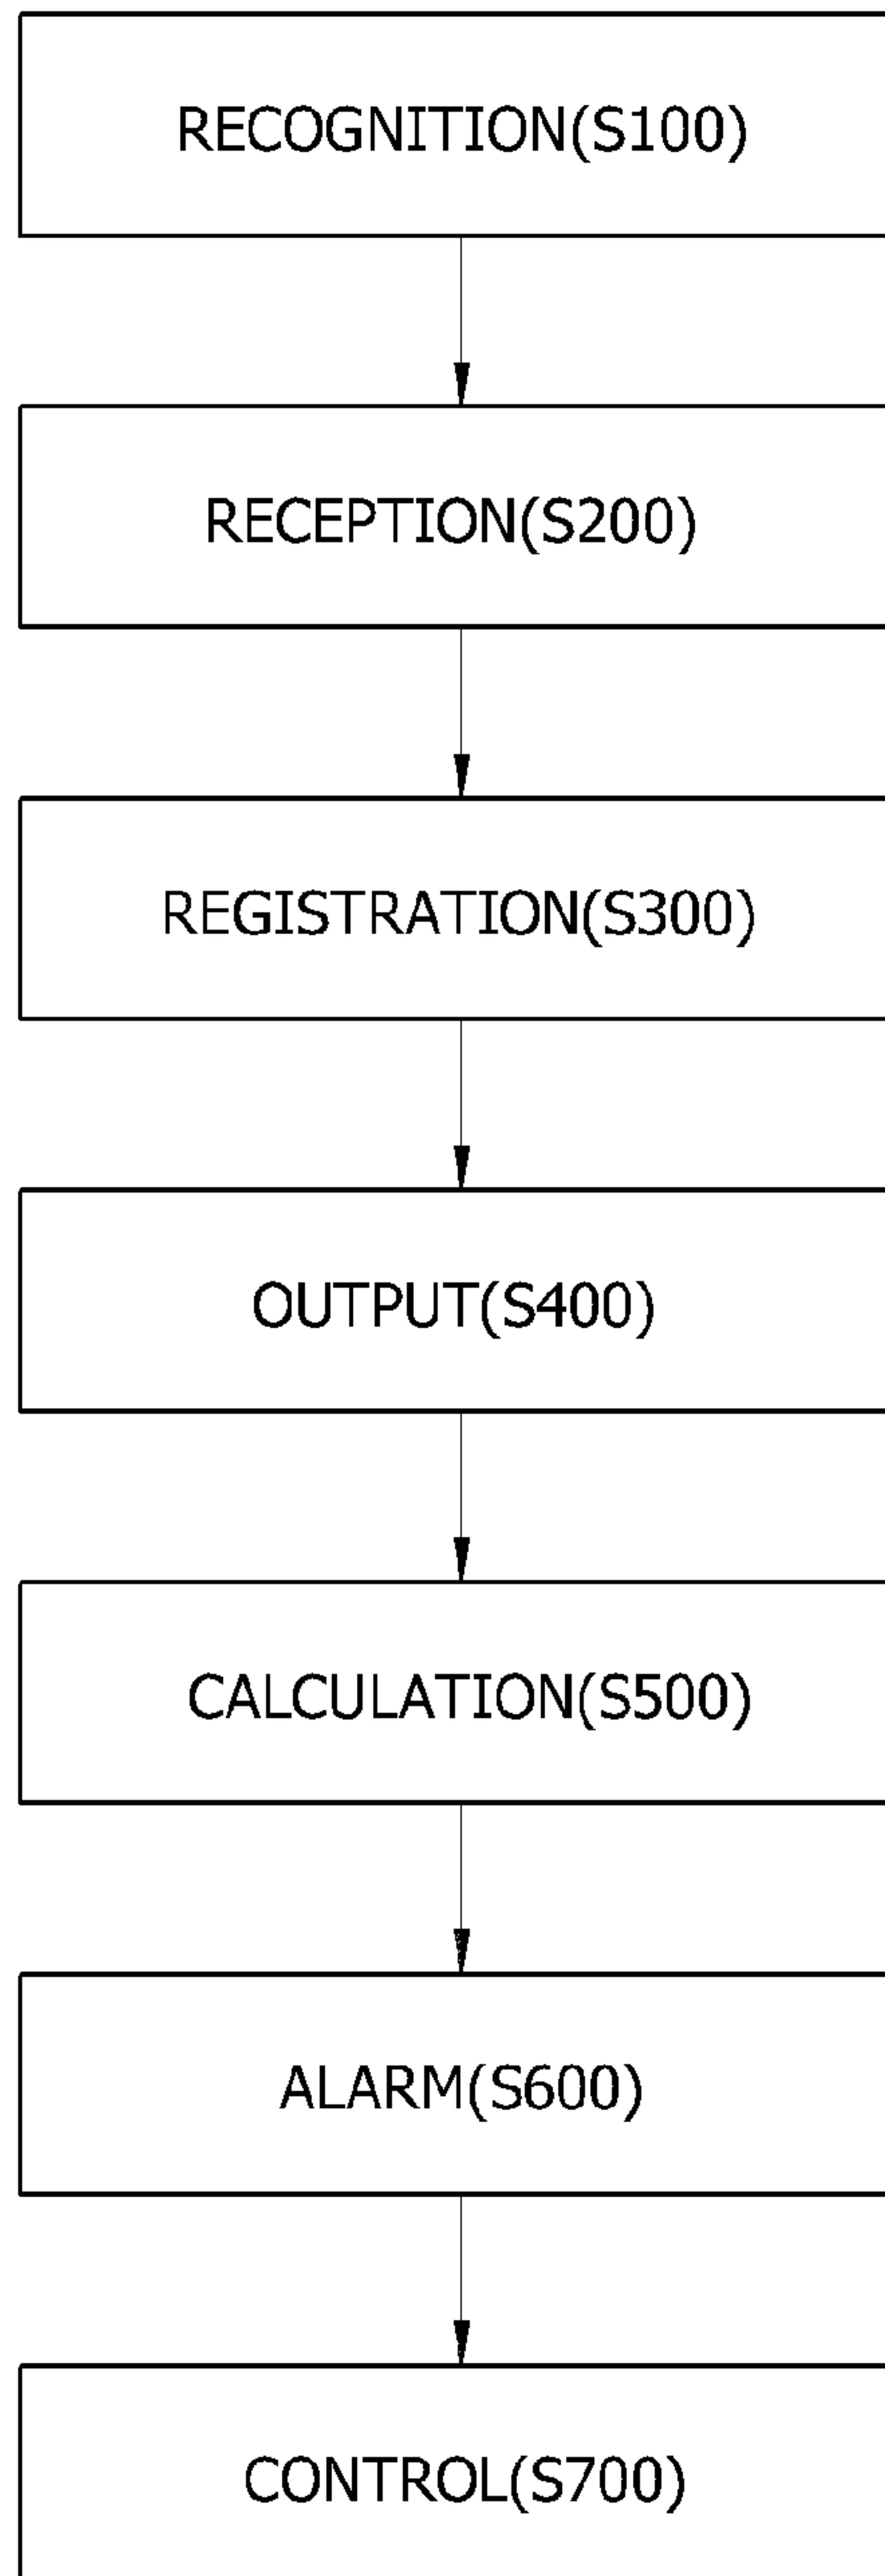 RECOGNITION(S100)
RECEPTION(S200)
REGISTRATION(S300)
OUTPUT(S400)
CALCULATION(S500)
ALARM(S600)
CONTROL(S700)